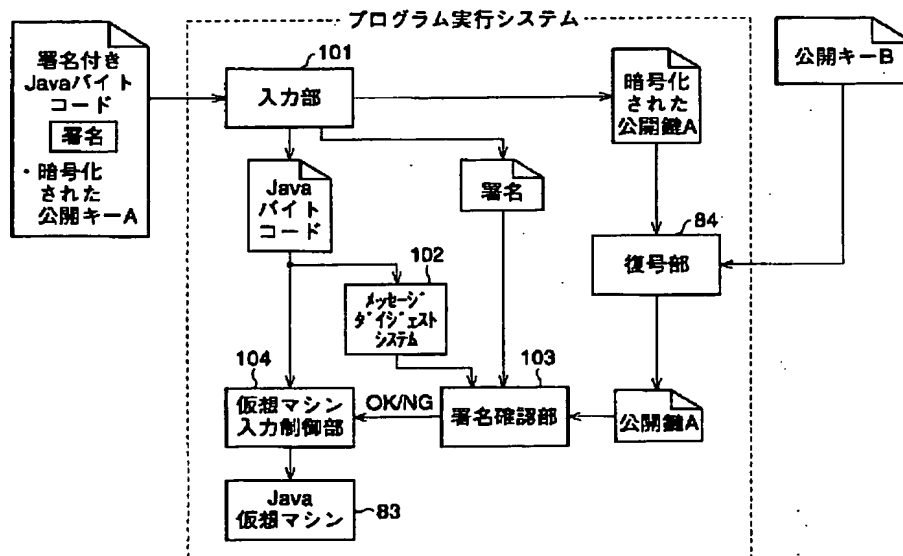 プログラム実行システム
署名付き
Javaバイト
コード
署名
・暗号化
された
公開キーA
101
入力部
暗号化
された
公開鍵A
公開キーB
Java
バイト
コード
署名
84
復号部
102
メッセージ
ダイジェスト
システム
104
仮想マシン
入力制御部
OK/NG
103
署名確認部
公開鍵A
Java
仮想マシン
83